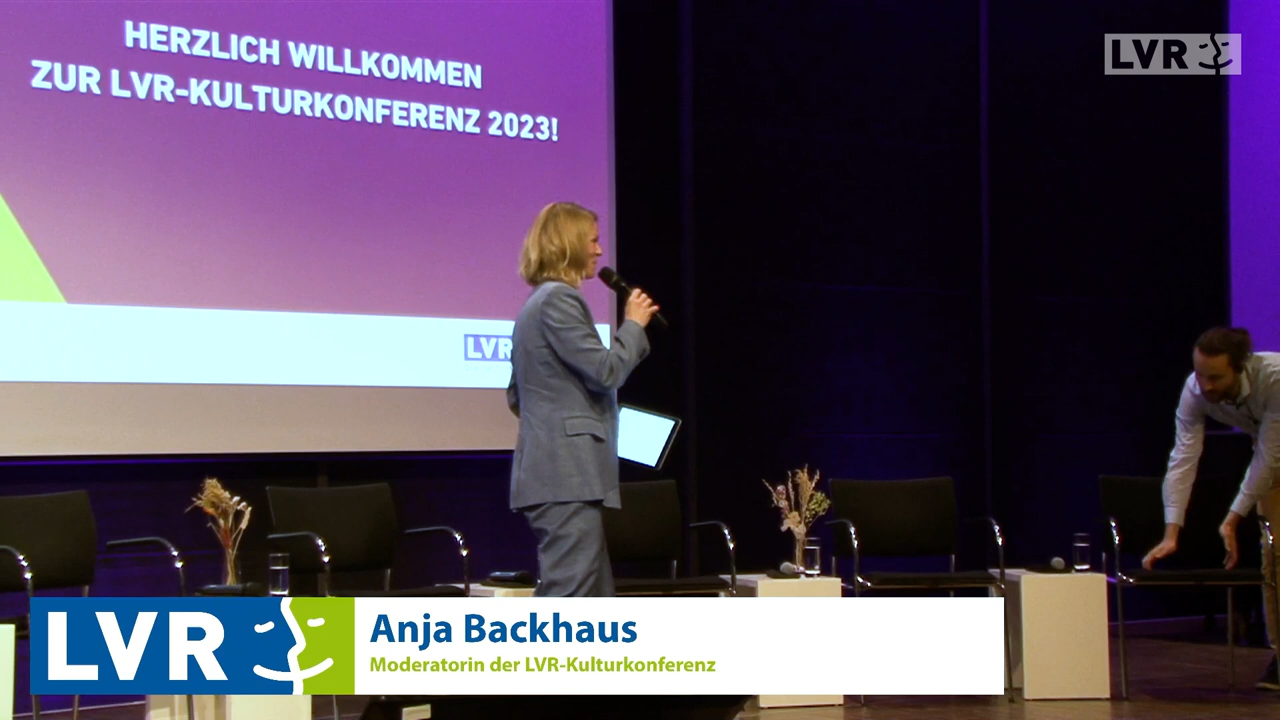 HERZLICH WILLKOMMEN
ZUR LVR-KULTURKONFERENZ 2023!
LVR
LVR
LVR
Anja Backhaus
Moderatorin der LVR-Kulturkonferenz